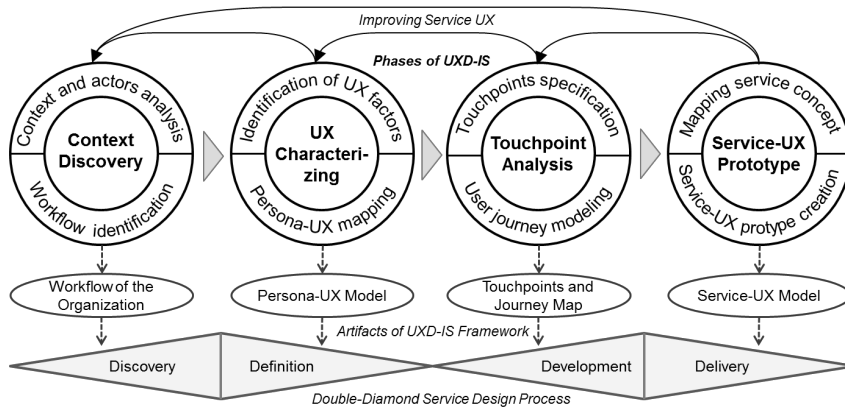 Improving Service UX
Phases of UXD-IS
Context and actors analysis
Context
Discovery
Workflow identification
Identification of UX factors
UX
Characteri-
zing
Persona-UX mapping
Touchpoints specification
Touchpoint
Analysis
User journey modeling
Mapping service concept
Service-UX
Prototype
Service-UX protype creation
Workflow of the
Organization
Persona-UX Model
Touchpoints and
Journey Map
Service-UX Model
Artifacts of UXD-IS Framework
Discovery
Definition
Development
Delivery
Double-Diamond Service Design Process